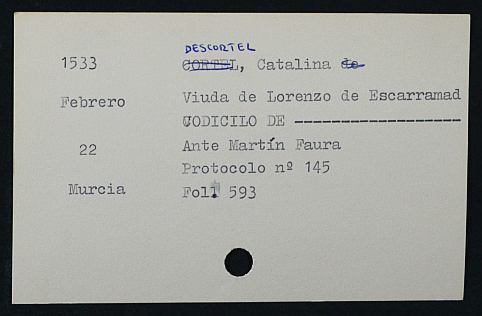 DESCORTEL
1533 CORTEL, Catalina de
Febrero Viuda de Lorenzo de Escarramad
CODICILO DE ------------------
22 Ante Martín Faura
Protocolo nº 145
Murcia Foli 593